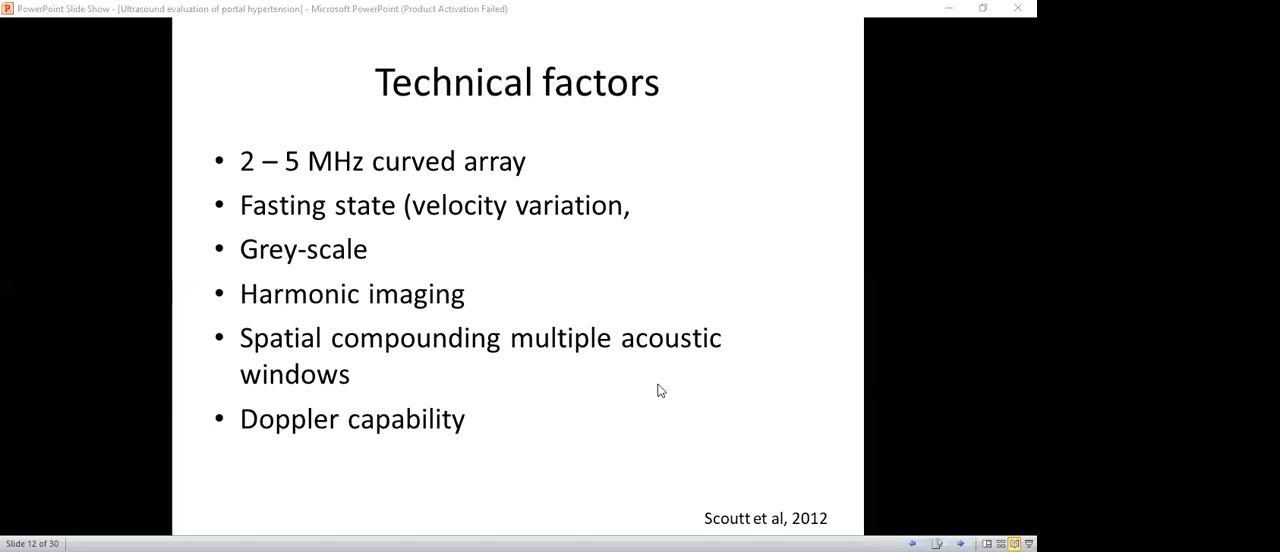 PowerPoint Slide Show - [Ultrasound evaluation of portal hypertension] - Microsoft PowerPoint (Product Activation Failed)
Technical factors
• 2 – 5 MHz curved array
• Fasting state (velocity variation,
• Grey-scale
• Harmonic imaging
• Spatial compounding multiple acoustic
windows
• Doppler capability
Scoutt et al, 2012
Slide 12 of 30